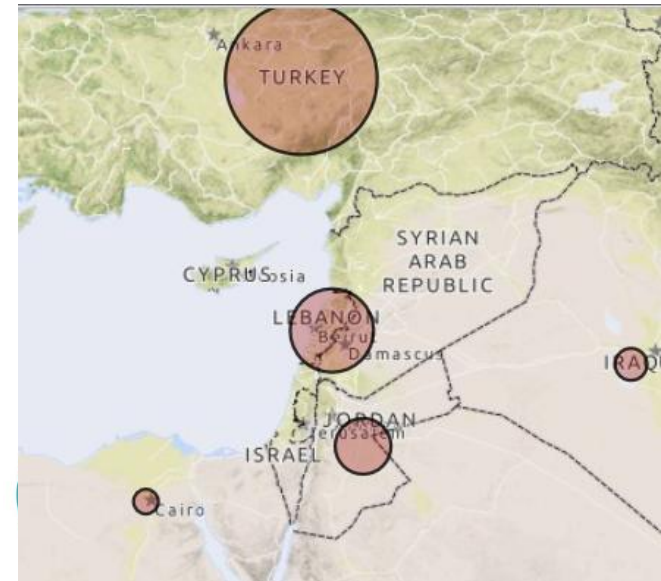 Ankara
TURKEY
SYRIAN
ARAB
REPUBLIC
CYPRUS
LEBANON
Beirut
Damascus
IRAQ
JORDAN
Jerusalem
ISRAEL
Cairo